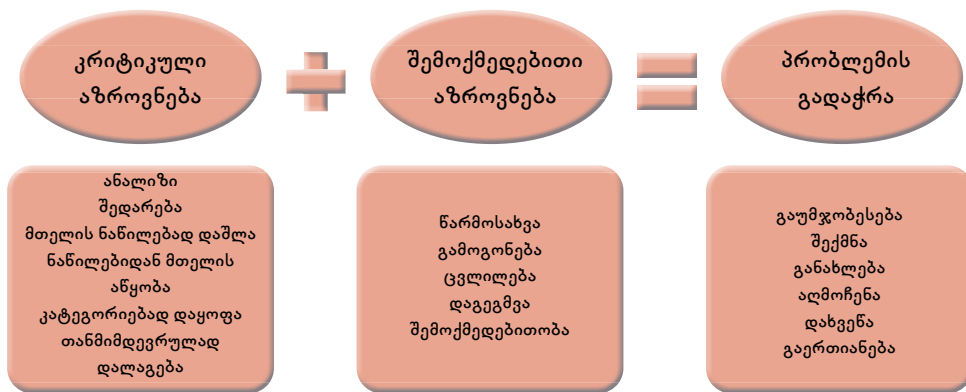 კრიტიკული
აზროვნება
+
შემოქმედებითი
აზროვნება
=
პრობლემის
გადაჭრა
ანალიზი
შედარება
მთელის ნაწილებად დაშლა
ნაწილებიდან მთელის
აწყობა
კატეგორიებად დაყოფა
თანმიმდევრულად
დალაგება
წარმოსახვა
გამოგონება
ცვლილება
დაგეგმვა
შემოქმედებითობა
გაუმჯობესება
შექმნა
განახლება
აღმოჩენა
დახვეწა
გაერთიანება